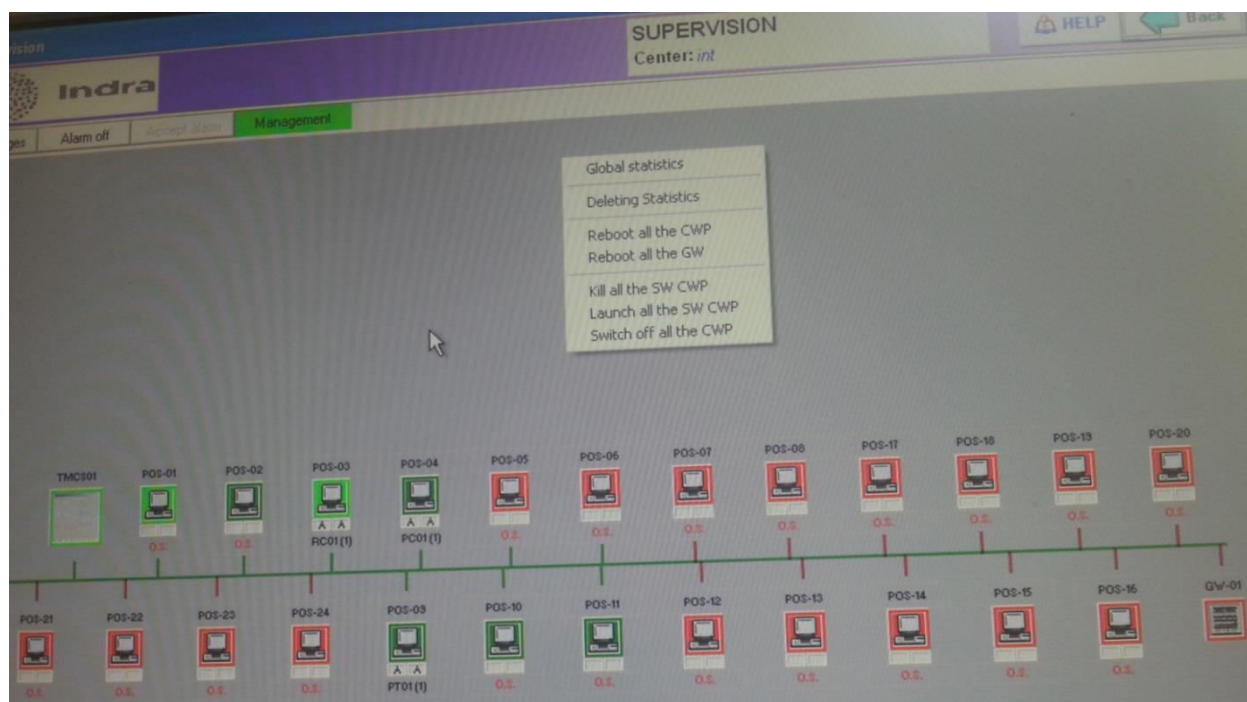 SUPERVISION
Center: int
HELP
Back
Indra
Alarm off
Accept alarm
Management
Global statistics
Deleting Statistics
Reboot all the CWP
Reboot all the GW
Kill all the SW CWP
Launch all the SW CWP
Switch off all the CWP
TMCS01 POS-01 POS-02 POS-03 POS-04 POS-05 POS-06 POS-07 POS-08 POS-17 POS-18 POS-19 POS-20
A A A A
O.S. O.S. RC01(1) PC01(1) O.S. O.S. O.S. O.S. O.S. O.S. O.S. O.S.
POS-21 POS-22 POS-23 POS-24 POS-09 POS-10 POS-11 POS-12 POS-13 POS-14 POS-15 POS-16 GW-01
A A
O.S. O.S. O.S. O.S. PT01(1) O.S. O.S. O.S. O.S. O.S. O.S. O.S.